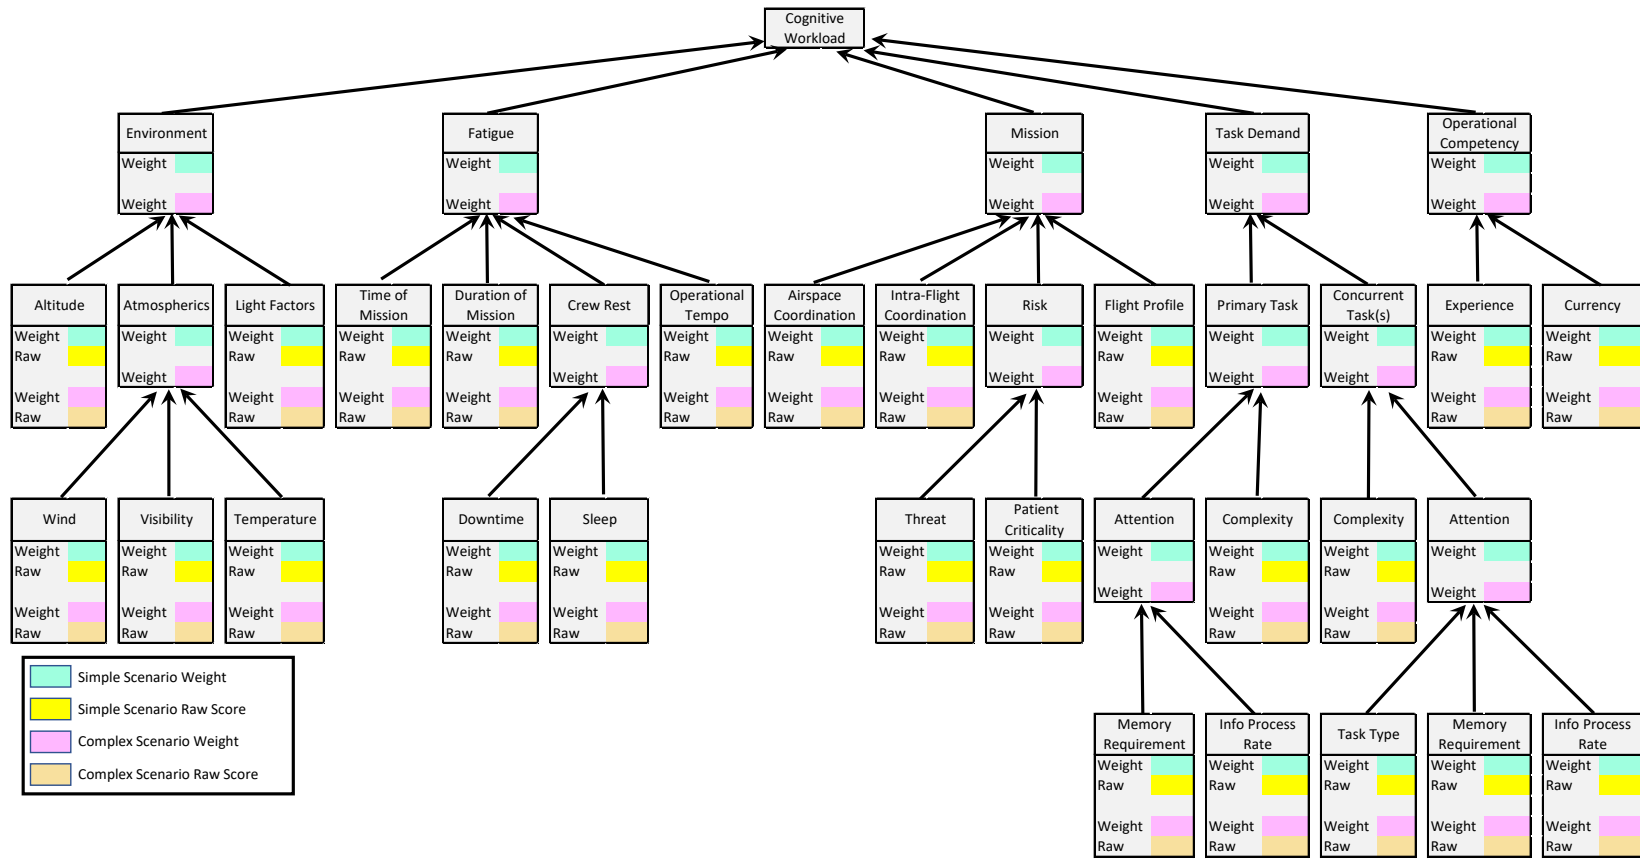 Cognitive
Workload
Environment
Weight
Weight
Fatigue
Weight
Weight
Mission
Weight
Weight
Task Demand
Weight
Weight
Operational
Competency
Weight
Weight
Altitude
Weight
Raw
Weight
Raw
Atmospherics
Weight
Weight
Light Factors
Weight
Raw
Weight
Raw
Time of
Mission
Weight
Raw
Weight
Raw
Duration of
Mission
Weight
Raw
Weight
Raw
Crew Rest
Weight
Weight
Operational
Tempo
Weight
Raw
Weight
Raw
Airspace
Coordination
Weight
Raw
Weight
Raw
Intra-Flight
Coordination
Weight
Raw
Weight
Raw
Risk
Weight
Weight
Flight Profile
Weight
Raw
Weight
Raw
Primary Task
Weight
Weight
Concurrent
Task(s)
Weight
Weight
Experience
Weight
Raw
Weight
Raw
Currency
Weight
Raw
Weight
Raw
Wind
Weight
Raw
Weight
Raw
Visibility
Weight
Raw
Weight
Raw
Temperature
Weight
Raw
Weight
Raw
Downtime
Weight
Raw
Weight
Raw
Sleep
Weight
Raw
Weight
Raw
Threat
Weight
Raw
Weight
Raw
Patient
Criticality
Weight
Raw
Weight
Raw
Attention
Weight
Weight
Complexity
Weight
Raw
Weight
Raw
Complexity
Weight
Raw
Weight
Raw
Attention
Weight
Weight
Simple Scenario Weight
Simple Scenario Raw Score
Complex Scenario Weight
Complex Scenario Raw Score
Memory
Requirement
Weight
Raw
Weight
Raw
Info Process
Rate
Weight
Raw
Weight
Raw
Task Type
Weight
Raw
Weight
Raw
Memory
Requirement
Weight
Raw
Weight
Raw
Info Process
Rate
Weight
Raw
Weight
Raw